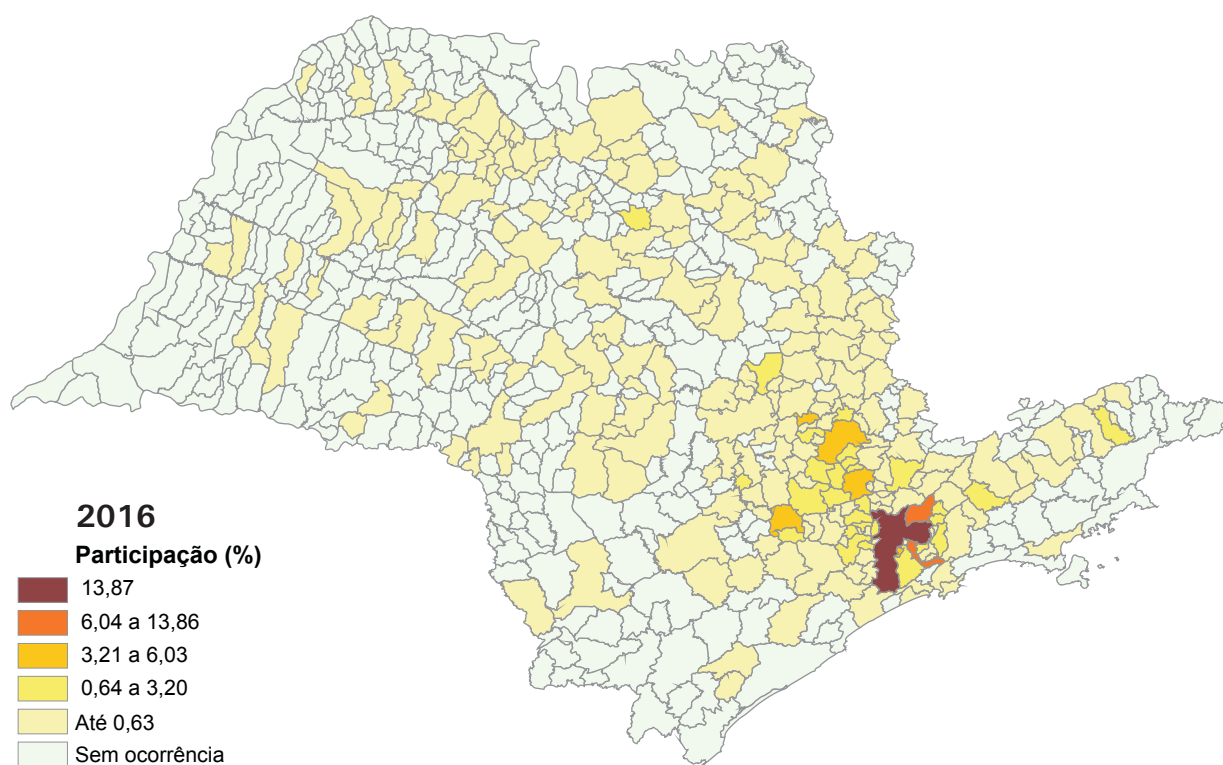 2016
Participação (%)
13,87
6,04 a 13,86
3,21 a 6,03
0,64 a 3,20
Até 0,63
Sem ocorrência